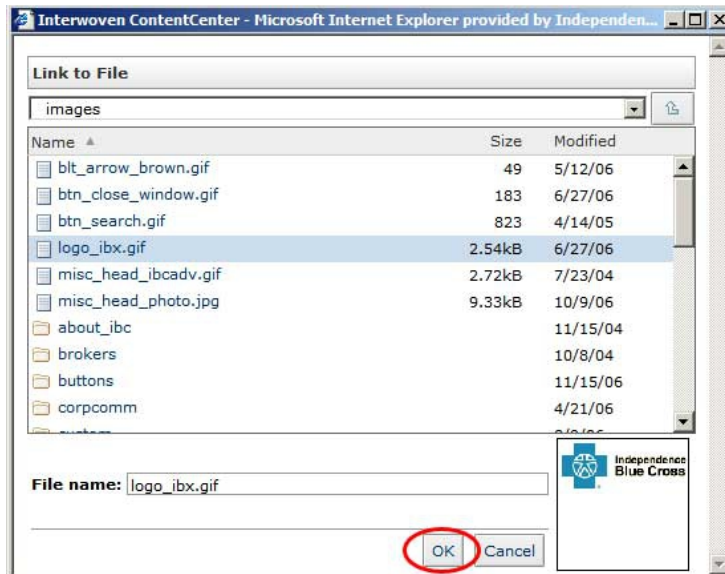 Interwoven ContentCenter - Microsoft Internet Explorer provided by Independen...
Link to File
images
Name Size Modified
blt_arrow_brown.gif 49 5/12/06
btn_close_window.gif 183 6/27/06
btn_search.gif 823 4/14/05
logo_ibx.gif 2.54kB 6/27/06
misc_head_ibcadv.gif 2.72kB 7/23/04
misc_head_photo.jpg 9.33kB 10/9/06
about_ibc 11/15/04
brokers 10/8/04
buttons 11/15/06
corpcomm 4/21/06
Independence
Blue Cross
File name: logo_ibx.gif
OK Cancel